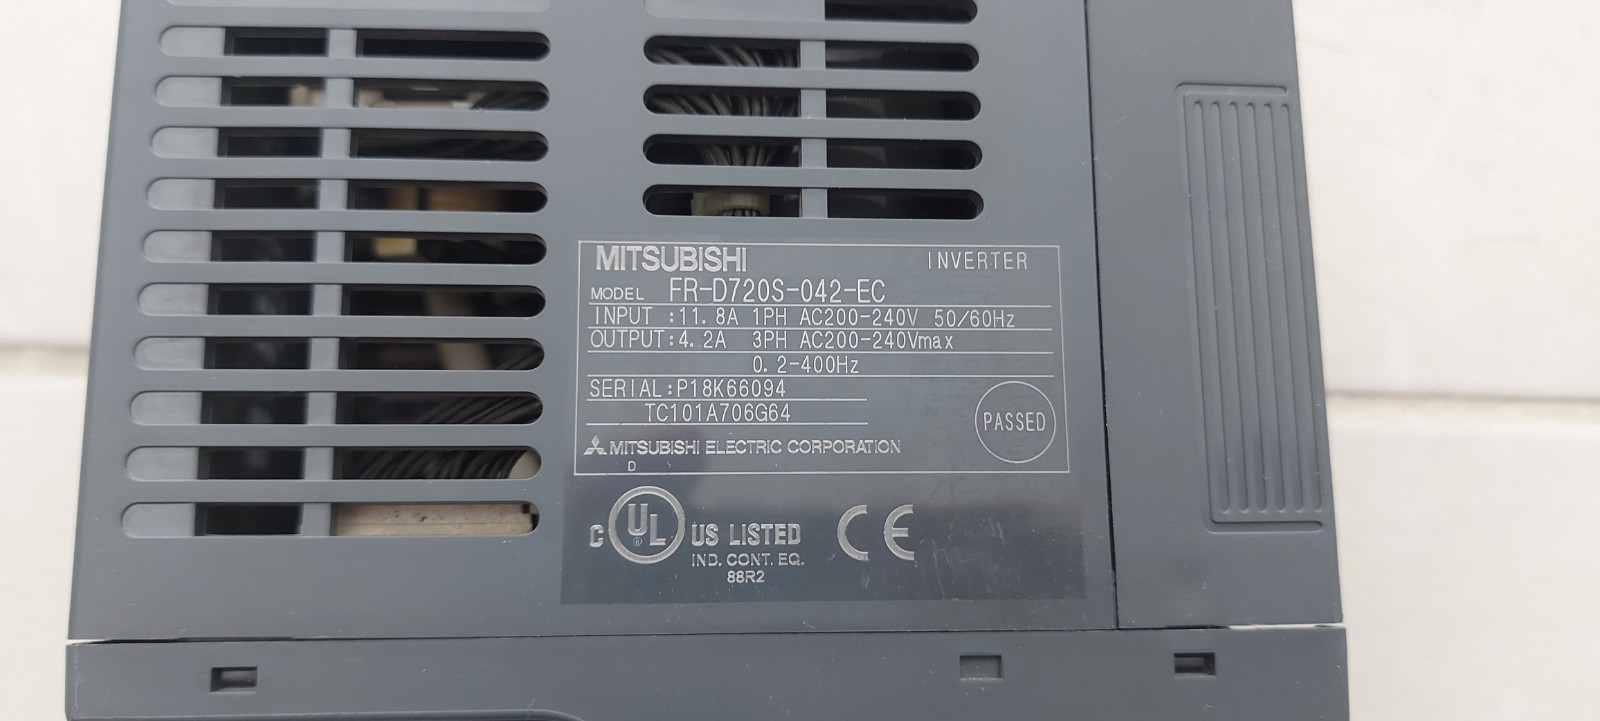 MITSUBISHI INVERTER
MODEL FR-D720S-042-EC
INPUT :11.8A 1PH AC200-240V 50/60Hz
OUTPUT:4.2A 3PH AC200-240Vmax
0.2-400Hz
SERIAL:P18K66094
TC101A706G64
PASSED
MITSUBISHI ELECTRIC CORPORATION
D
C UL® US LISTED CE
IND. CONT. EQ.
88R2